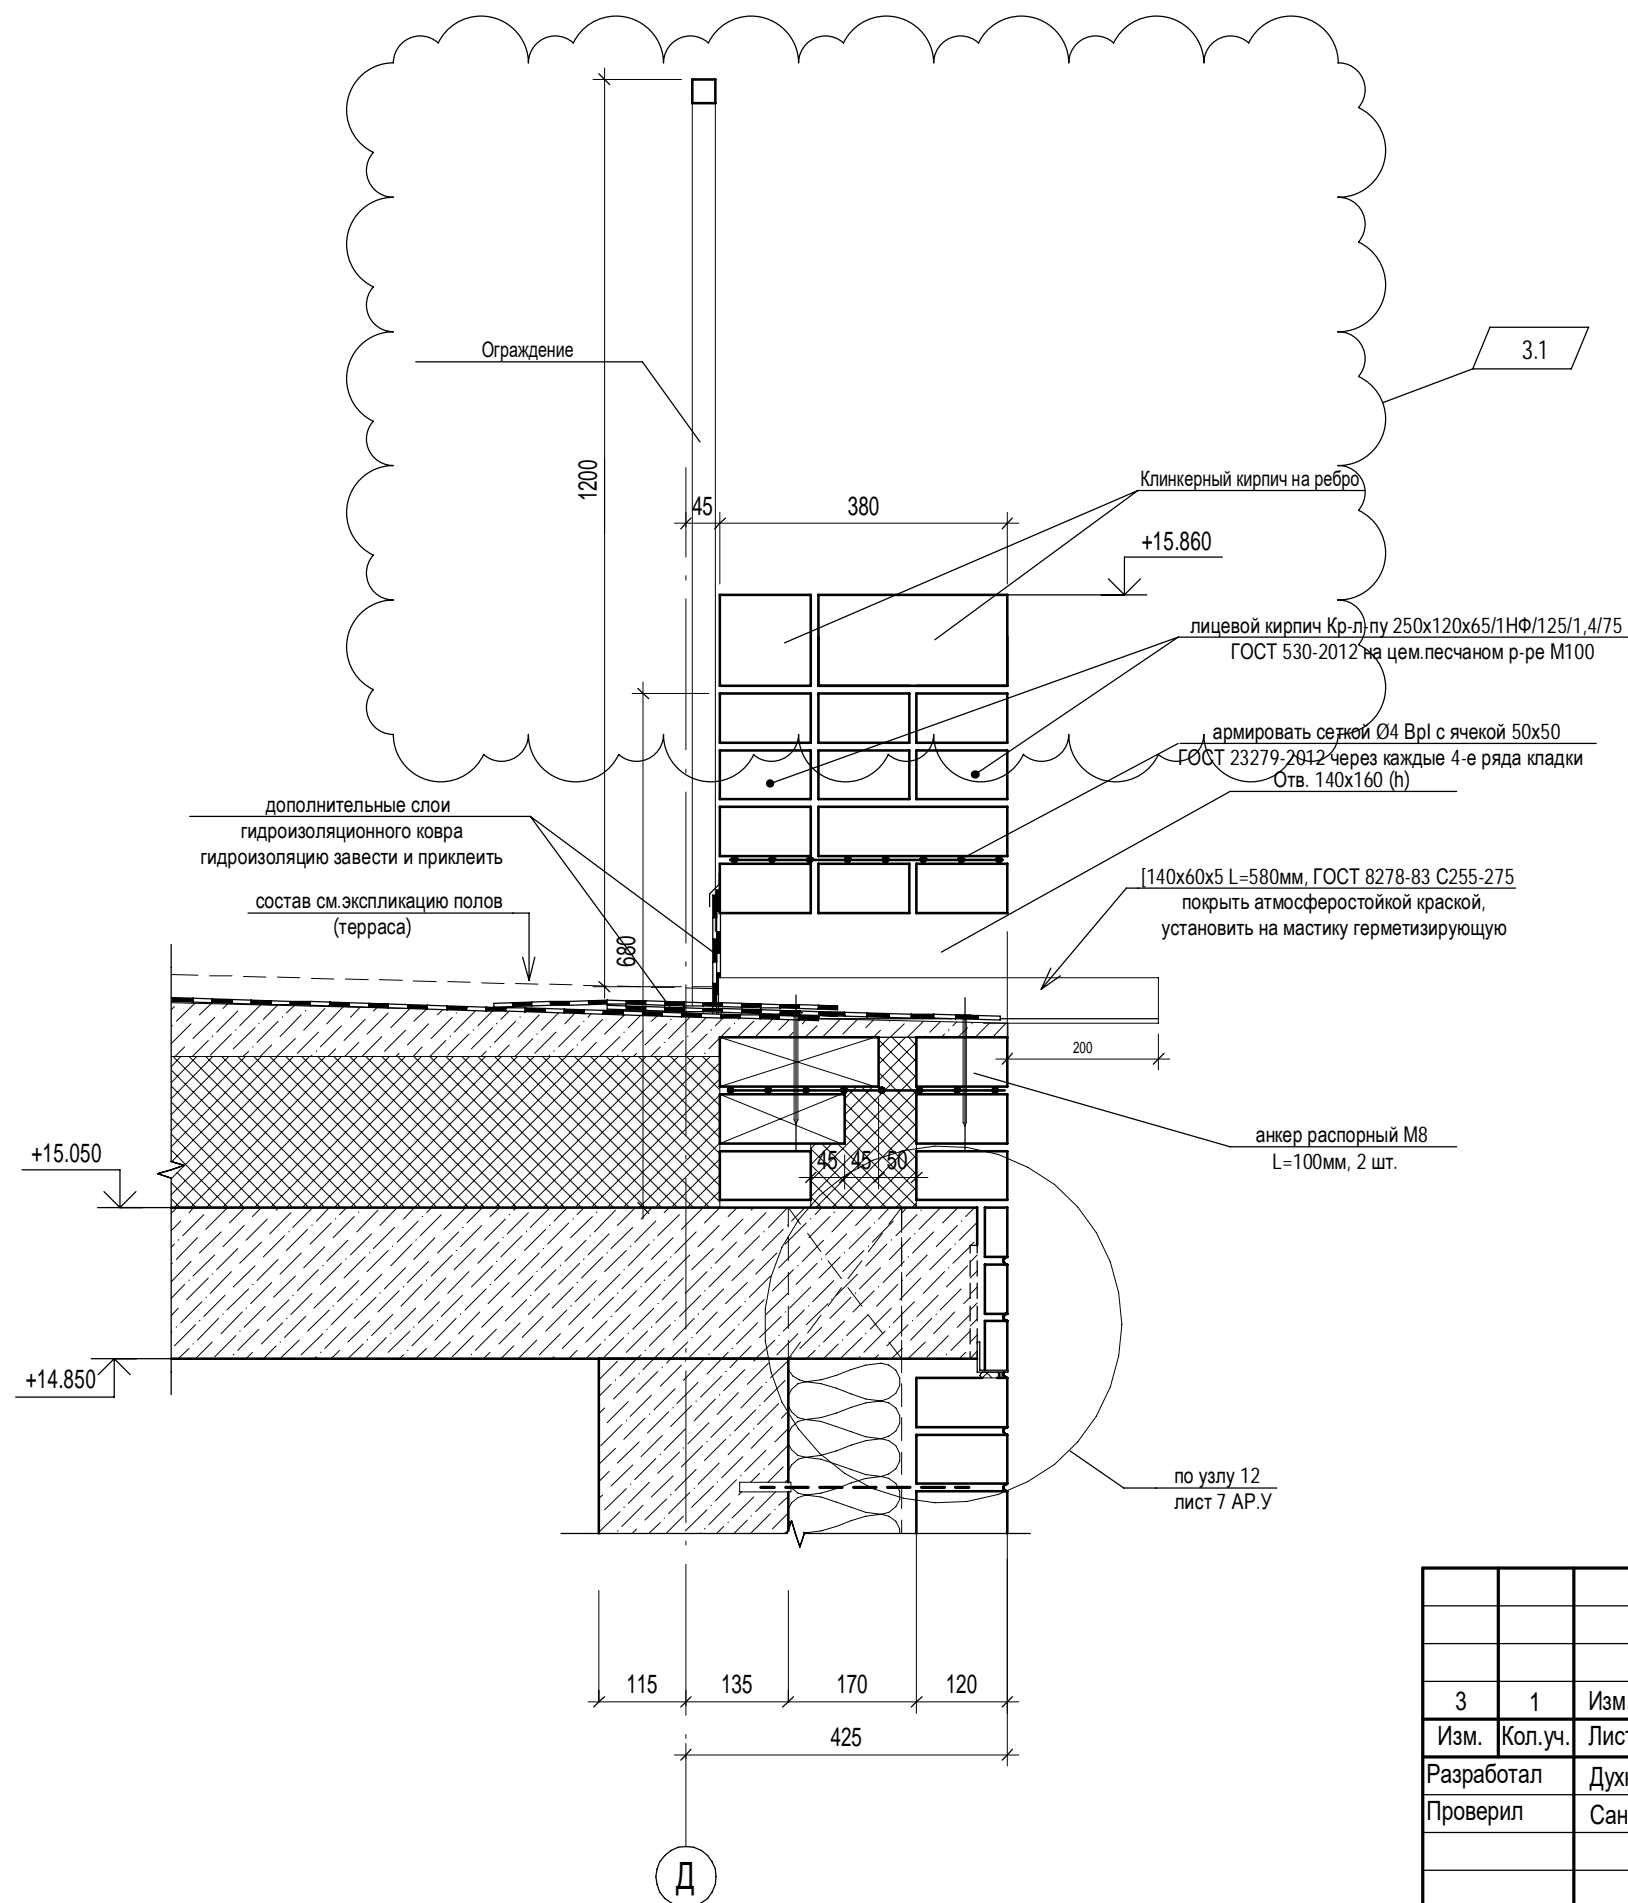 Ограждение
3.1
1200
Клинкерный кирпич на ребро
45
380
+15.860
лицевой кирпич Кр-л-пу 250х120х65/1НФ/125/1,4/75
ГОСТ 530-2012 на цем.песчаном р-ре М100
армировать сеткой Ø4 ВрI с ячекой 50х50
ГОСТ 23279-2012 через каждые 4-е ряда кладки
Отв. 140х160 (h)
дополнительные слои
гидроизоляционного ковра
гидроизоляцию завести и приклеить
[140х60х5 L=580мм, ГОСТ 8278-83 С255-275
покрыть атмосферостойкой краской,
установить на мастику герметизирующую
состав см.экспликацию полов
(терраса)
680
200
анкер распорный М8
L=100мм, 2 шт.
+15.050
45
45
50
+14.850
по узлу 12
лист 7 АР.У
115
135
170
120
425
3
1
Изм.
Изм.
Кол.уч.
Лист
Разработал
Проверил
Сан
Д